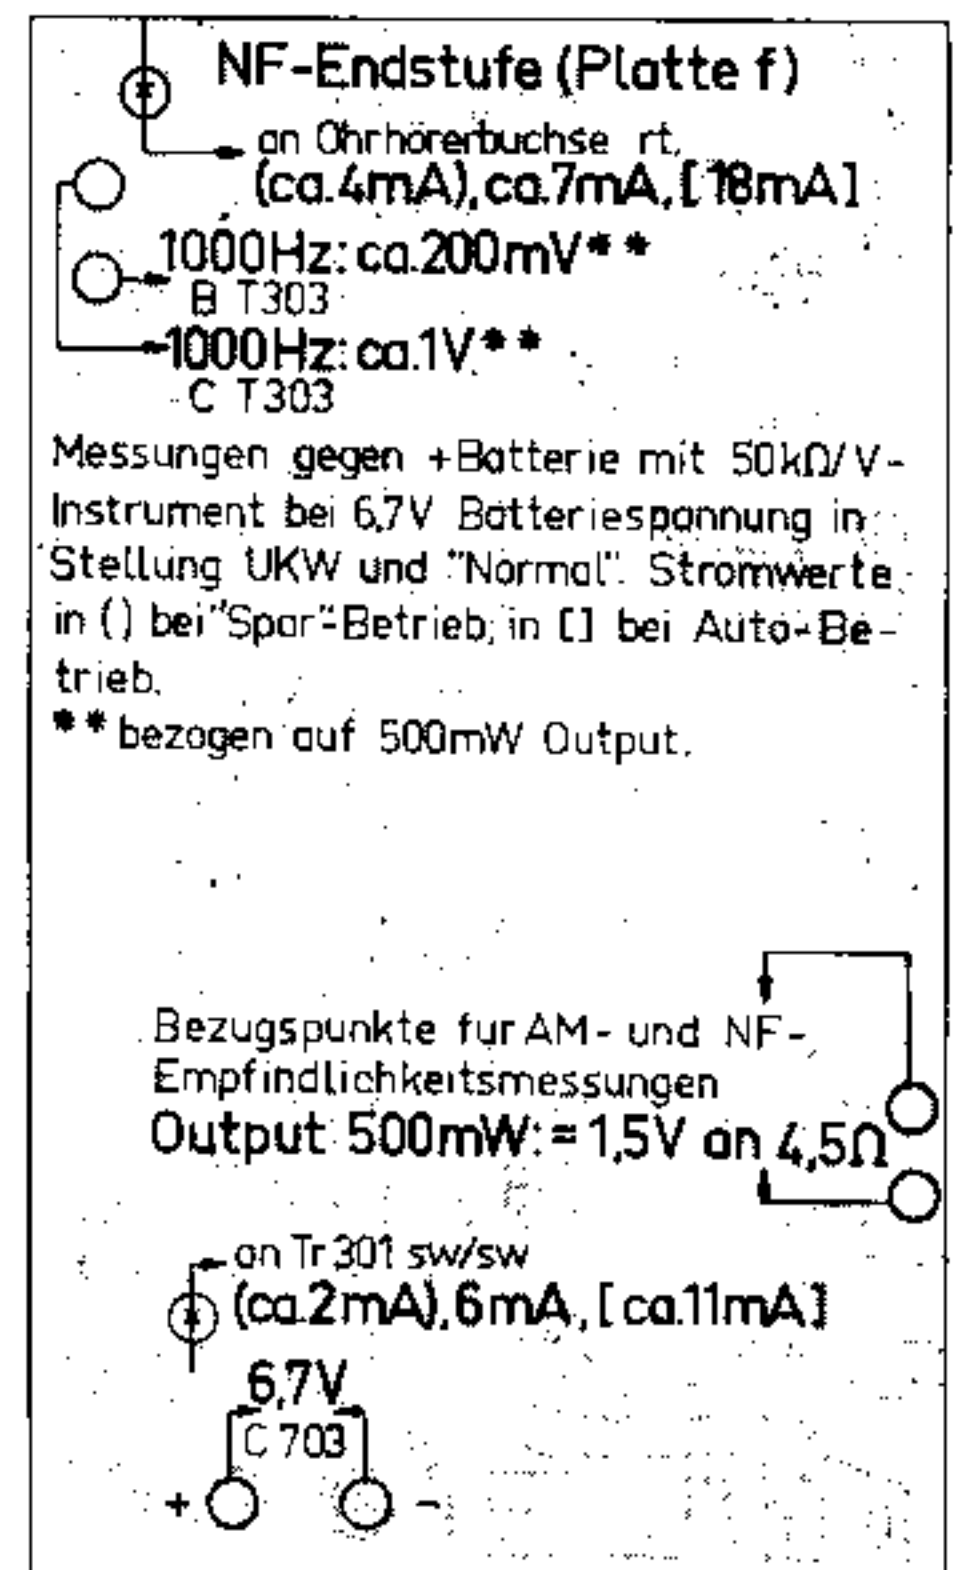 NF-Endstufe (Platte f)
an Ohrhörerbuchse rt.
(ca.4mA), ca.7mA, [18mA]
1000Hz: ca.200mV**
B T303
1000Hz: ca.1V**
C T303
Messungen gegen +Batterie mit 50kΩ/V-
Instrument bei 6,7V Batteriespannung in
Stellung UKW und "Normal". Stromwerte
in () bei "Spar"-Betrieb, in [] bei Auto-Be-
trieb.
** bezogen auf 500mW Output.
Bezugspunkte fur AM- und NF-
Empfindlichkeitsmessungen
Output 500mW: = 1,5V an 4,5Ω
an Tr 301 sw/sw
(ca.2mA), 6mA, [ca.11mA]
6,7V
C 703
+ -